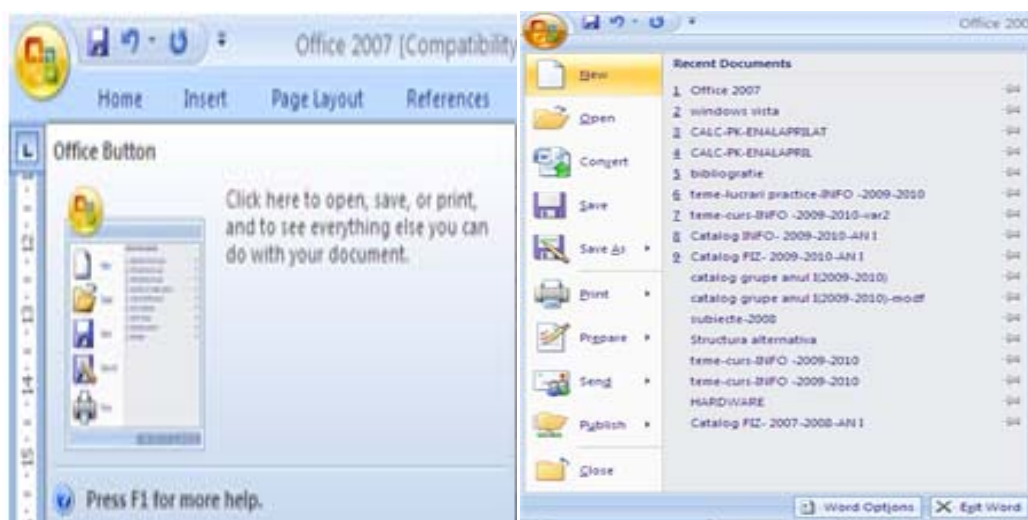 Office 2007 [Compatibility
Home Insert Page Layout References
L
Office Button
Click here to open, save, or print,
and to see everything else you can
do with your document.
12
13
14
15
Press F1 for more help.
Office 200
New
Open
Convert
Save
Save As
Print
Prepare
Send
Publish
Close
Recent Documents
1 Office 2007
2 windows vista
3 CALC-PK-ENALAPRILAT
4 CALC-PK-ENALAPRIL
5 bibliografie
6 teme-lucrari practice-INFO -2009-2010
7 teme-curs-INFO -2009-2010-var2
8 Catalog INFO- 2009-2010-AN I
9 Catalog FIZ- 2009-2010-AN I
catalog grupe anul I(2009-2010)
catalog grupe anul I(2009-2010)-modf
subiecte-2008
Structura alternativa
teme-curs-INFO -2009-2010
teme-curs-INFO -2009-2010
HARDWARE
Catalog FIZ- 2007-2008-AN I
Word Options Exit Word